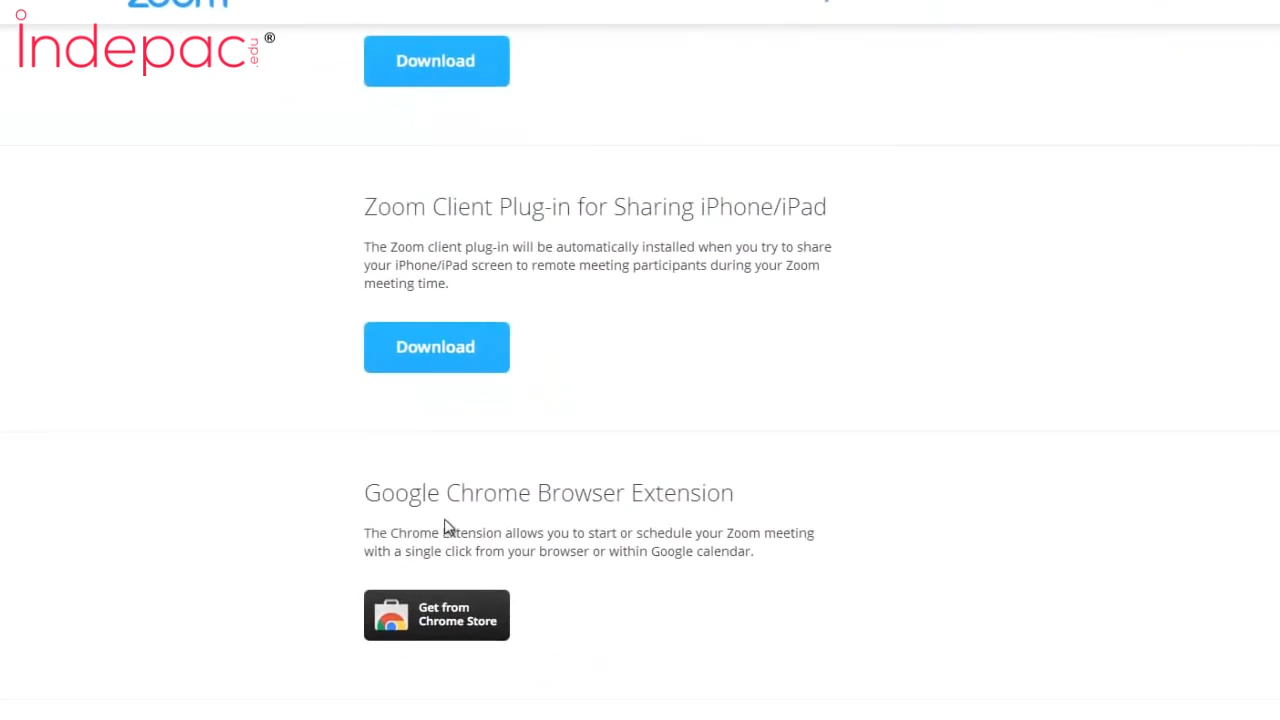 zoom
indepac.edu®
Download
Zoom Client Plug-in for Sharing iPhone/iPad
The Zoom client plug-in will be automatically installed when you try to share
your iPhone/iPad screen to remote meeting participants during your Zoom
meeting time.
Download
Google Chrome Browser Extension
The Chrome extension allows you to start or schedule your Zoom meeting
with a single click from your browser or within Google calendar.
Get from
Chrome Store